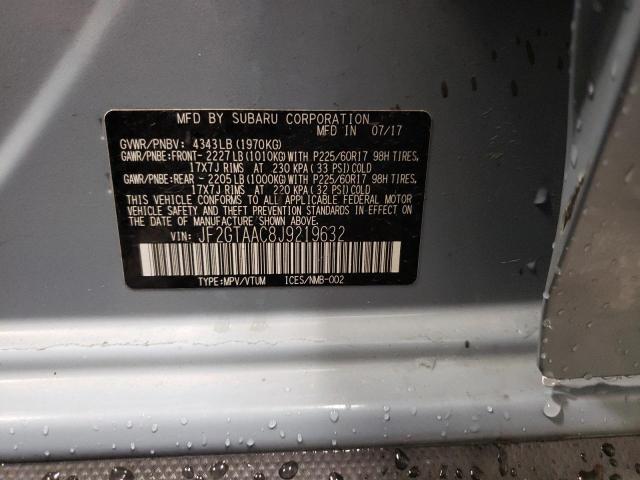 MFD BY SUBARU CORPORATION
MFD IN 07/17
GVWR/PNBV: 4343LB (1970KG)
GAWR/PNBE: FRONT- 2227LB (1010KG) WITH P225/60R17 98H TIRES,
17X7J RIMS AT 230 KPA (33 PSI) COLD
GAWR/PNBE: REAR - 2205LB (1000KG) WITH P225/60R17 98H TIRES,
17X7J RIMS AT 220 KPA (32 PSI) COLD
THIS VEHICLE CONFORMS TO ALL APPLICABLE FEDERAL MOTOR
VEHICLE SAFETY AND THEFT PREVENTION STANDARDS IN EFFECT ON
THE DATE OF MANUFACTURE SHOWN ABOVE.
VIN: JF2GTAAC8J9219632
TYPE: MPV/VTUM ICES/NMB-002